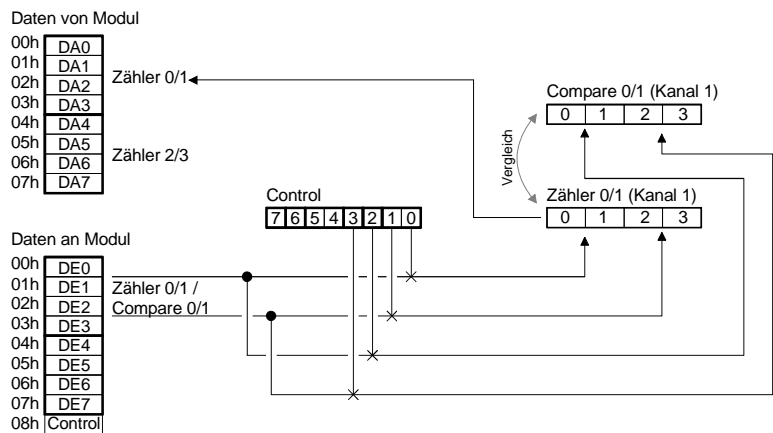 Daten von Modul
00h DA0
01h DA1
02h DA2
03h DA3
04h DA4
05h DA5
06h DA6
07h DA7
Zähler 0/1
Zähler 2/3
Compare 0/1 (Kanal 1)
0 1 2 3
Vergleich
Zähler 0/1 (Kanal 1)
0 1 2 3
Control
7 6 5 4 3 2 1 0
Daten an Modul
00h DE0
01h DE1
02h DE2
03h DE3
04h DE4
05h DE5
06h DE6
07h DE7
08h Control
Zähler 0/1 /
Compare 0/1